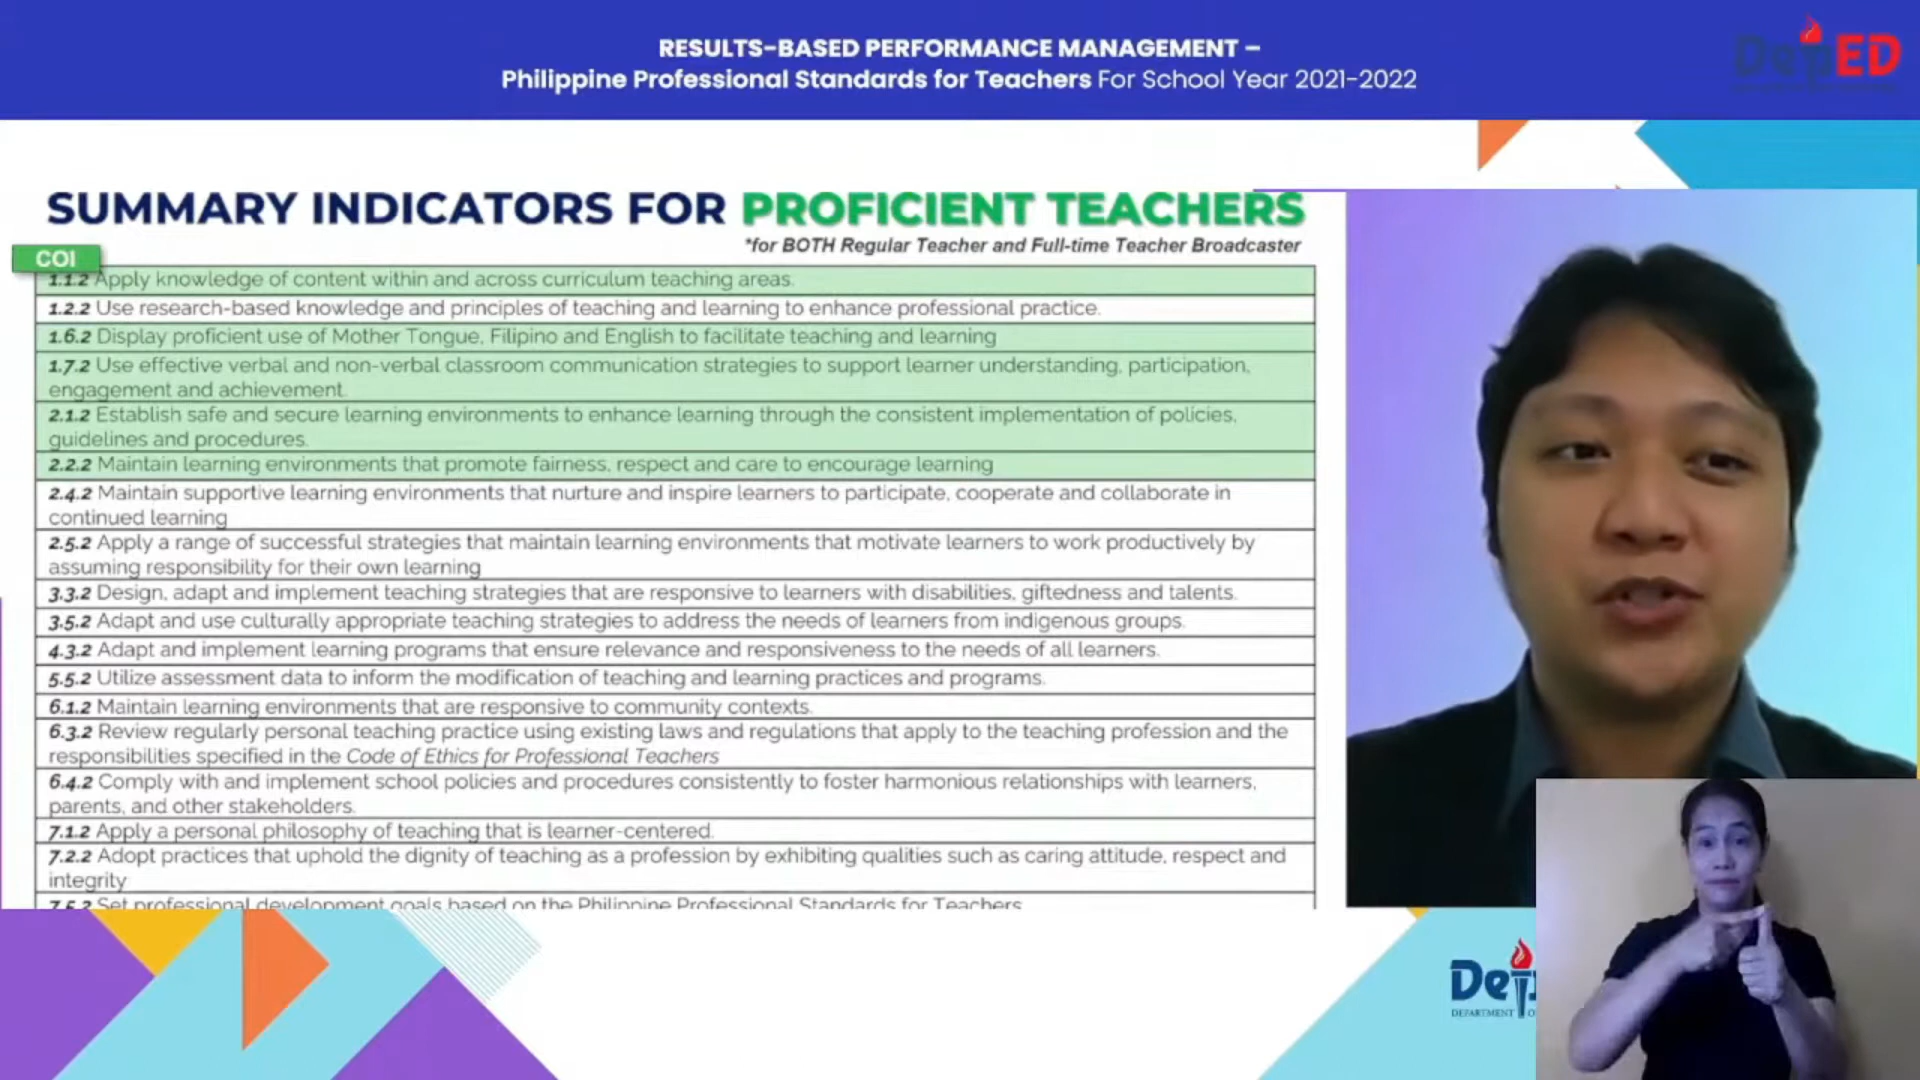 RESULTS-BASED PERFORMANCE MANAGEMENT –
Philippine Professional Standards for Teachers For School Year 2021-2022
DepED
SUMMARY INDICATORS FOR PROFICIENT TEACHERS
*for BOTH Regular Teacher and Full-time Teacher Broadcaster
COI
1.1.2 Apply knowledge of content within and across curriculum teaching areas.
1.2.2 Use research-based knowledge and principles of teaching and learning to enhance professional practice.
1.6.2 Display proficient use of Mother Tongue, Filipino and English to facilitate teaching and learning
1.7.2 Use effective verbal and non-verbal classroom communication strategies to support learner understanding, participation,
engagement and achievement.
2.1.2 Establish safe and secure learning environments to enhance learning through the consistent implementation of policies,
guidelines and procedures.
2.2.2 Maintain learning environments that promote fairness, respect and care to encourage learning
2.4.2 Maintain supportive learning environments that nurture and inspire learners to participate, cooperate and collaborate in
continued learning
2.5.2 Apply a range of successful strategies that maintain learning environments that motivate learners to work productively by
assuming responsibility for their own learning
3.3.2 Design, adapt and implement teaching strategies that are responsive to learners with disabilities, giftedness and talents.
3.5.2 Adapt and use culturally appropriate teaching strategies to address the needs of learners from indigenous groups.
4.3.2 Adapt and implement learning programs that ensure relevance and responsiveness to the needs of all learners.
5.5.2 Utilize assessment data to inform the modification of teaching and learning practices and programs.
6.1.2 Maintain learning environments that are responsive to community contexts.
6.3.2 Review regularly personal teaching practice using existing laws and regulations that apply to the teaching profession and the
responsibilities specified in the Code of Ethics for Professional Teachers
6.4.2 Comply with and implement school policies and procedures consistently to foster harmonious relationships with learners,
parents, and other stakeholders.
7.1.2 Apply a personal philosophy of teaching that is learner-centered.
7.2.2 Adopt practices that uphold the dignity of teaching as a profession by exhibiting qualities such as caring attitude, respect and
integrity
7.5.2 Set professional development goals based on the Philippine Professional Standards for Teachers
Dep
DEPARTMENT O